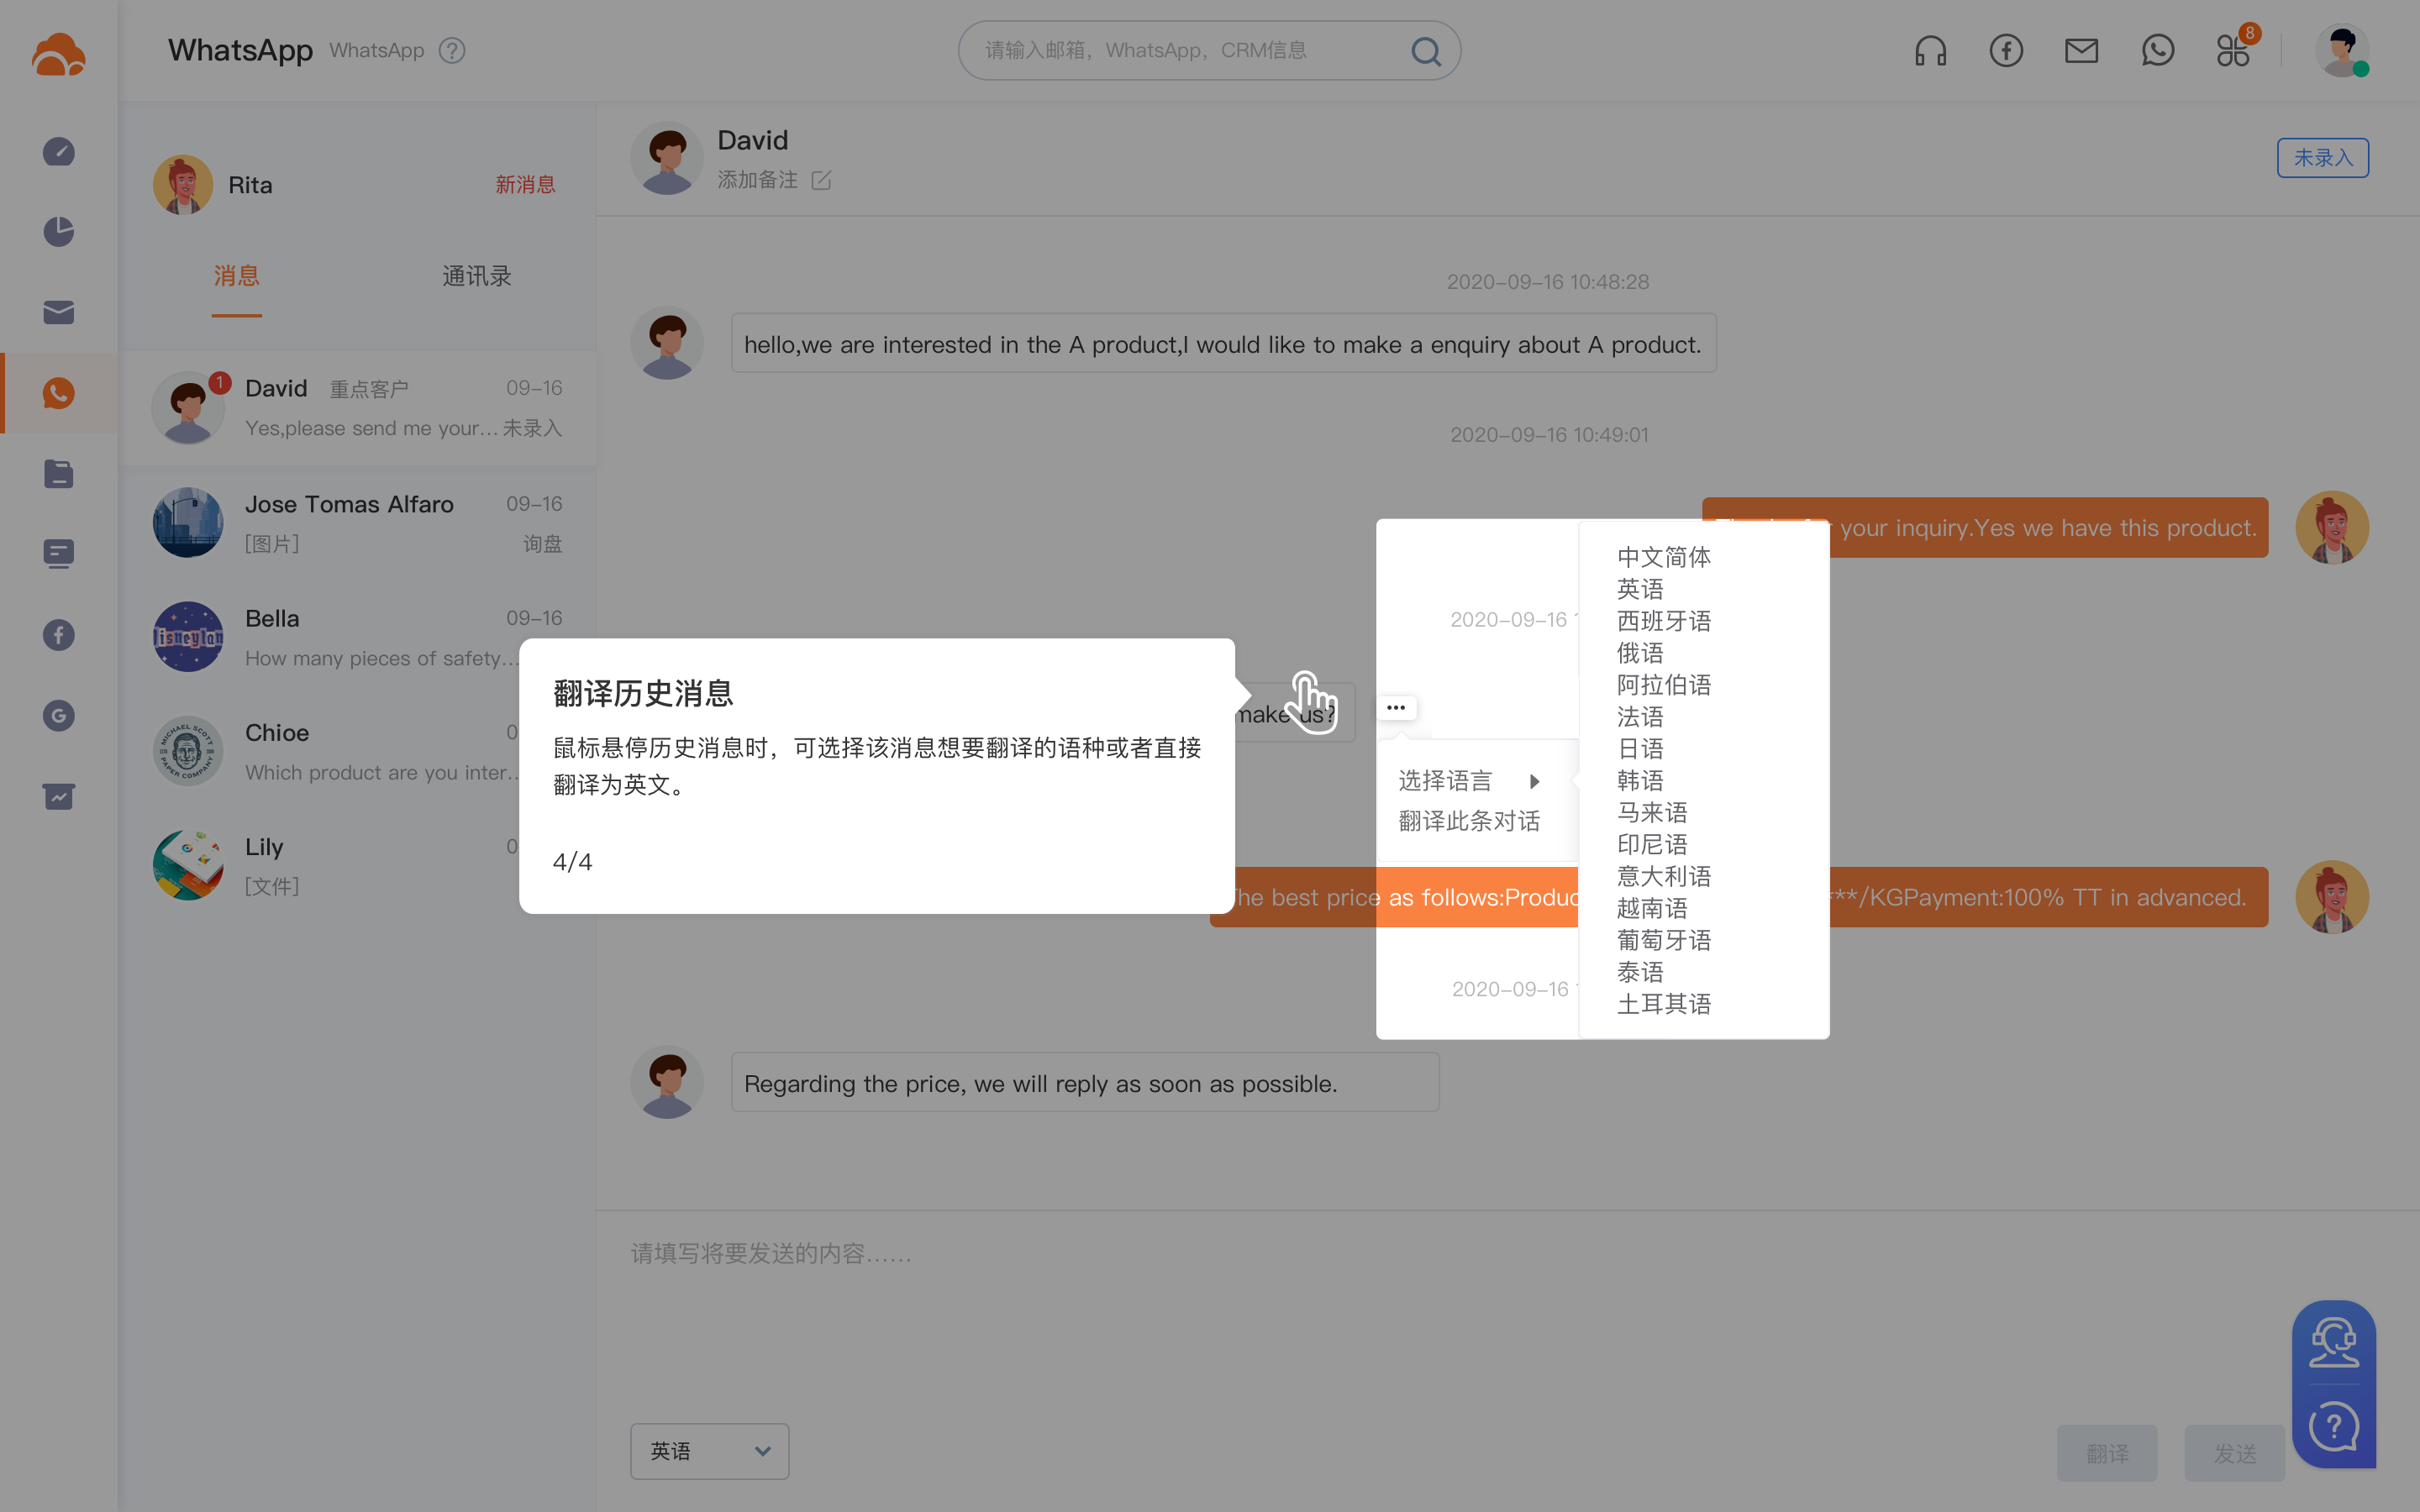 WhatsApp WhatsApp
请输入邮箱，WhatsApp，CRM信息
8
Rita 新消息
消息 通讯录
1
David 重点客户 09-16
Yes,please send me your... 未录入
Jose Tomas Alfaro 09-16
[图片] 询盘
Bella 09-16
How many pieces of safety...
Chioe 0
Which product are you inter...
Lily 0
[文件]
David
添加备注
未录入
2020-09-16 10:48:28
hello,we are interested in the A product,I would like to make a enquiry about A product.
2020-09-16 10:49:01
your inquiry.Yes we have this product.
2020-09-16
make us?
翻译历史消息
鼠标悬停历史消息时，可选择该消息想要翻译的语种或者直接
翻译为英文。
4/4
选择语言
翻译此条对话
中文简体
英语
西班牙语
俄语
阿拉伯语
法语
日语
韩语
马来语
印尼语
意大利语
越南语
葡萄牙语
泰语
土耳其语
he best price as follows:Produc **/KGPayment:100% TT in advanced.
2020-09-16
Regarding the price, we will reply as soon as possible.
请填写将要发送的内容……
英语
翻译 发送